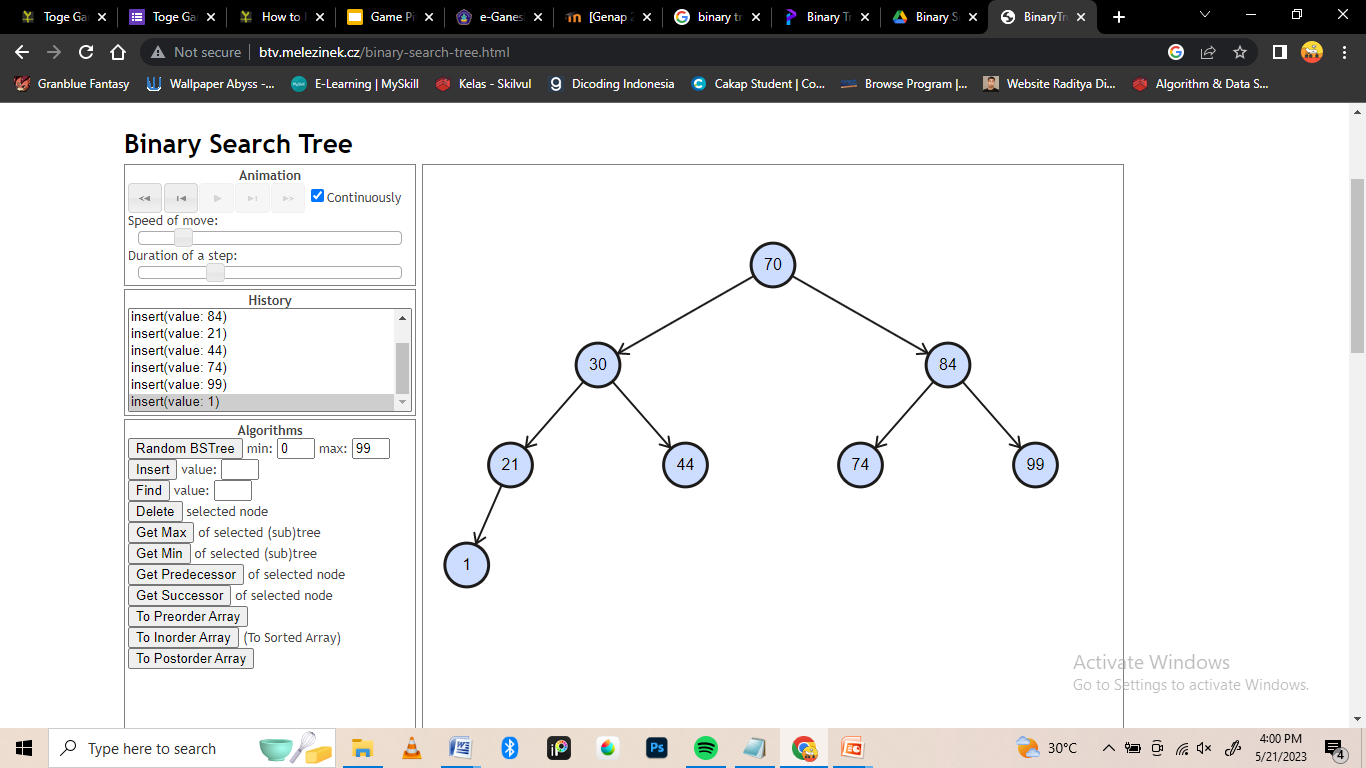 Toge Ga
Toge Ga
How to
Game Pi
e-Ganes
[Genap 2
binary tr
Binary Tr
Binary S
BinaryTr
Not secure | btv.melezinek.cz/binary-search-tree.html
Granblue Fantasy
Wallpaper Abyss -...
E-Learning | MySkill
Kelas - Skilvul
Dicoding Indonesia
Cakap Student | Co...
Browse Program |...
Website Raditya Di...
Algorithm & Data S...
Binary Search Tree
Animation
Continuously
Speed of move:
Duration of a step:
History
insert(value: 84)
insert(value: 21)
insert(value: 44)
insert(value: 74)
insert(value: 99)
insert(value: 1)
Algorithms
Random BSTree min: 0 max: 99
Insert value:
Find value:
Delete selected node
Get Max of selected (sub)tree
Get Min of selected (sub)tree
Get Predecessor of selected node
Get Successor of selected node
To Preorder Array
To Inorder Array (To Sorted Array)
To Postorder Array
70
30 84
21 44 74 99
1
Activate Windows
Go to Settings to activate Windows.
Type here to search
30°C
4:00 PM
5/21/2023
4